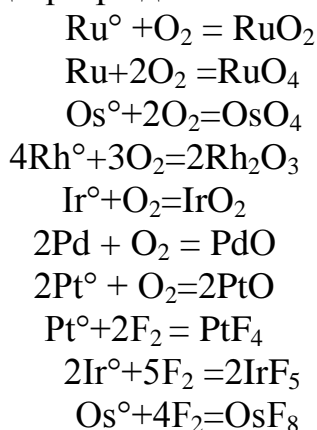 Ru° +O₂ = RuO₂
Ru+2O₂ =RuO₄
Os°+2O₂=OsO₄
4Rh°+3O₂=2Rh₂O₃
Ir°+O₂=IrO₂
2Pd + O₂ = PdO
2Pt° + O₂=2PtO
Pt°+2F₂ = PtF₄
2Ir°+5F₂ =2IrF₅
Os°+4F₂=OsF₈